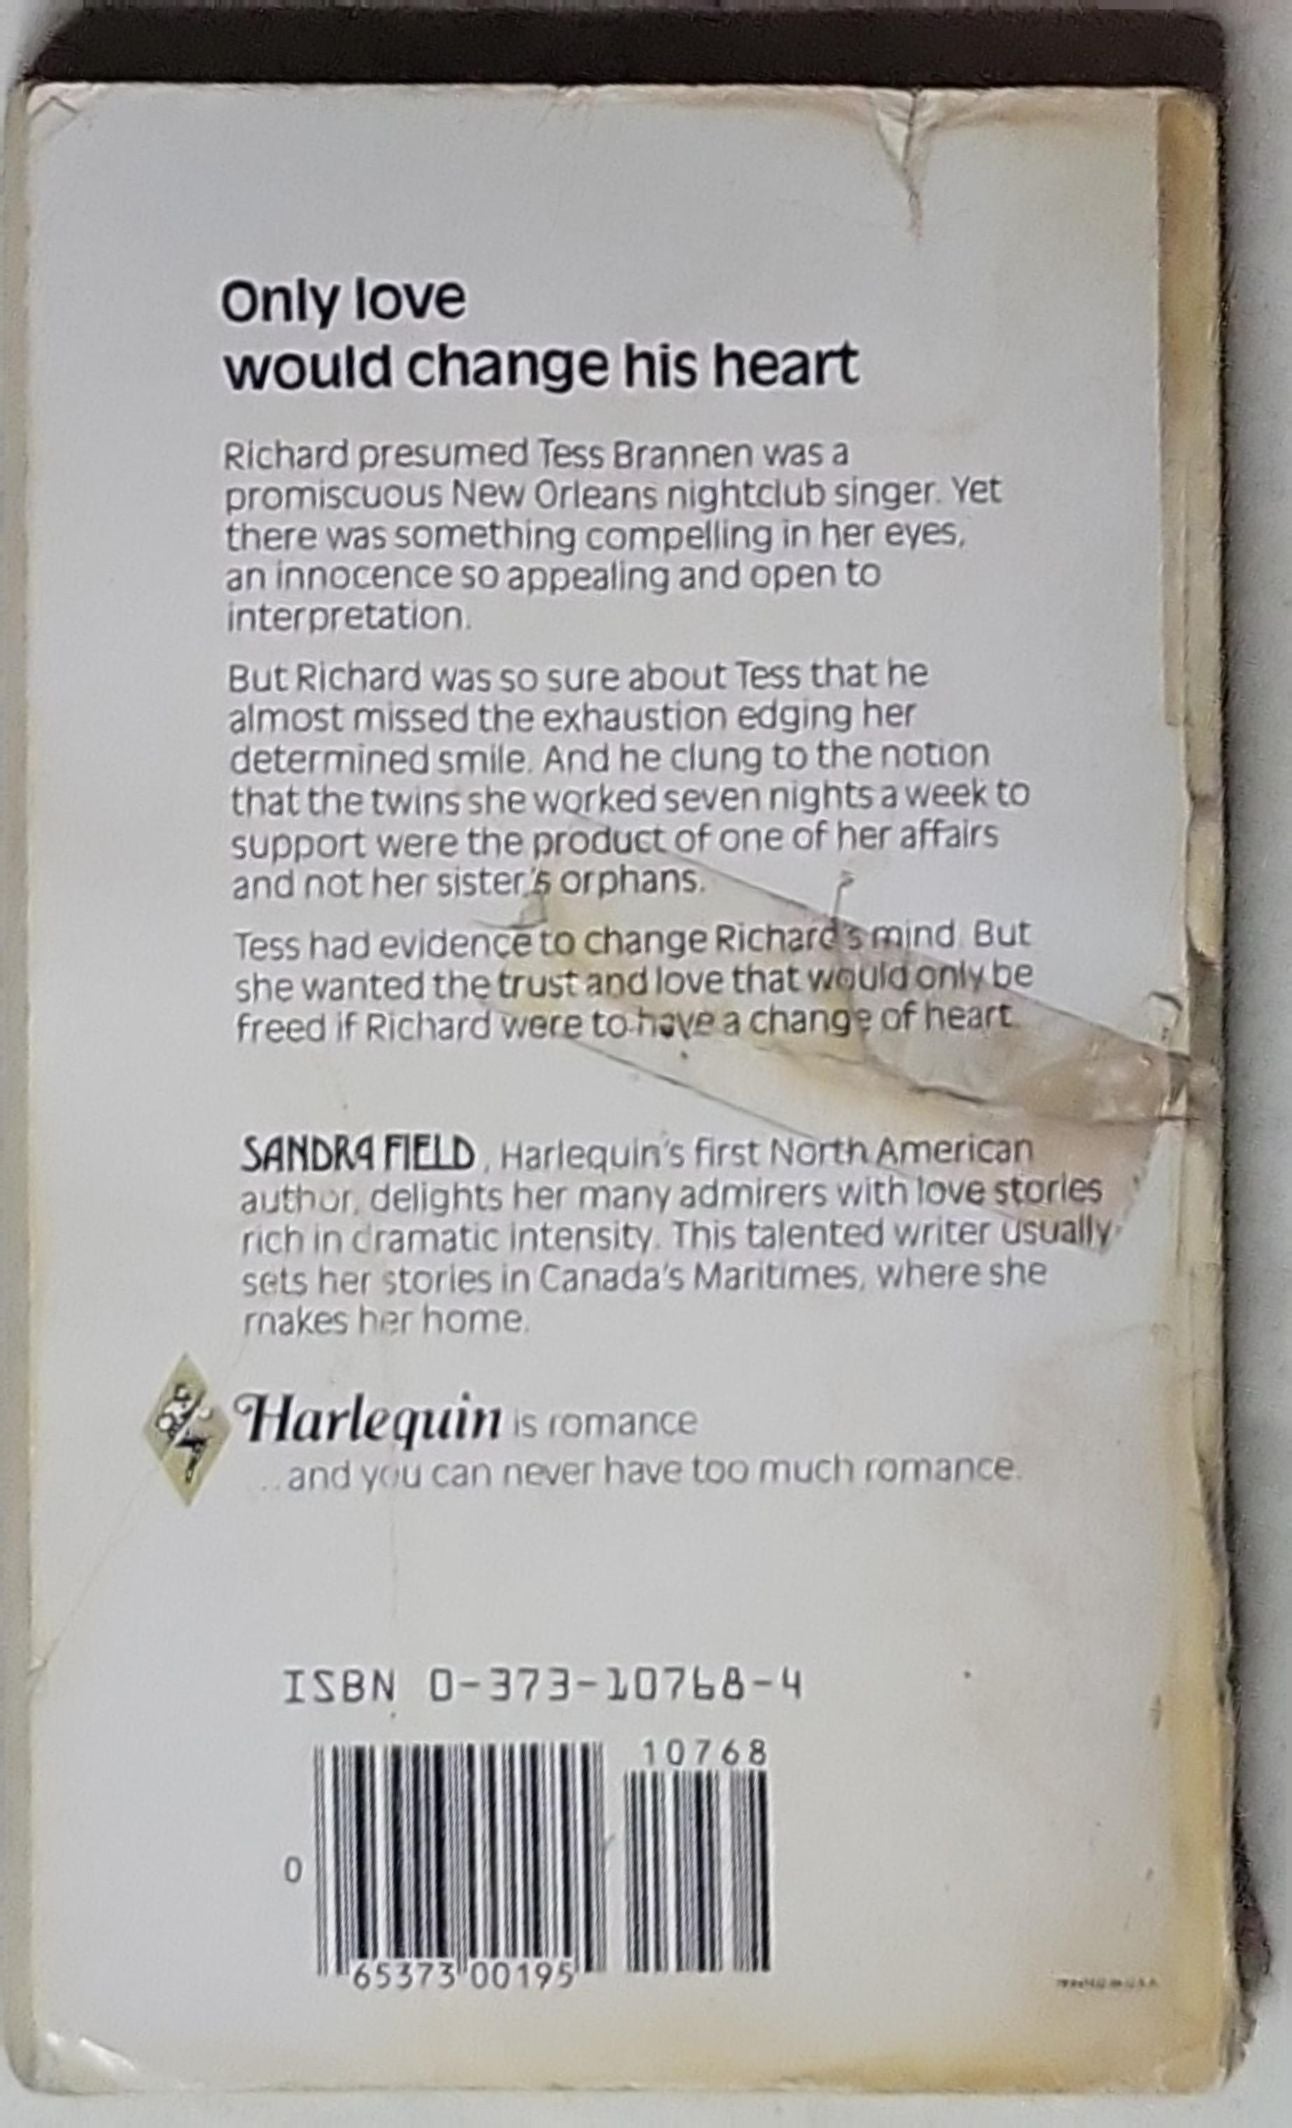 Only love
would change his heart
Richard presumed Tess Brannen was a
promiscuous New Orleans nightclub singer. Yet
there was something compelling in her eyes,
an innocence so appealing and open to
interpretation.
But Richard was so sure about Tess that he
almost missed the exhaustion edging her
determined smile. And he clung to the notion
that the twins she worked seven nights a week to
support were the product of one of her affairs
and not her sister's orphans.
Tess had evidence to change Richard's mind. But
she wanted the trust and love that would only be
freed if Richard were to have a change of heart.
SANDRA FIELD, Harlequin's first North American
author, delights her many admirers with love stories
rich in dramatic intensity. This talented writer usually
sets her stories in Canada's Maritimes, where she
makes her home.
Harlequin is romance
...and you can never have too much romance.
ISBN 0-373-10768-4
10768
0
65373 00195
PRINTED IN U.S.A.